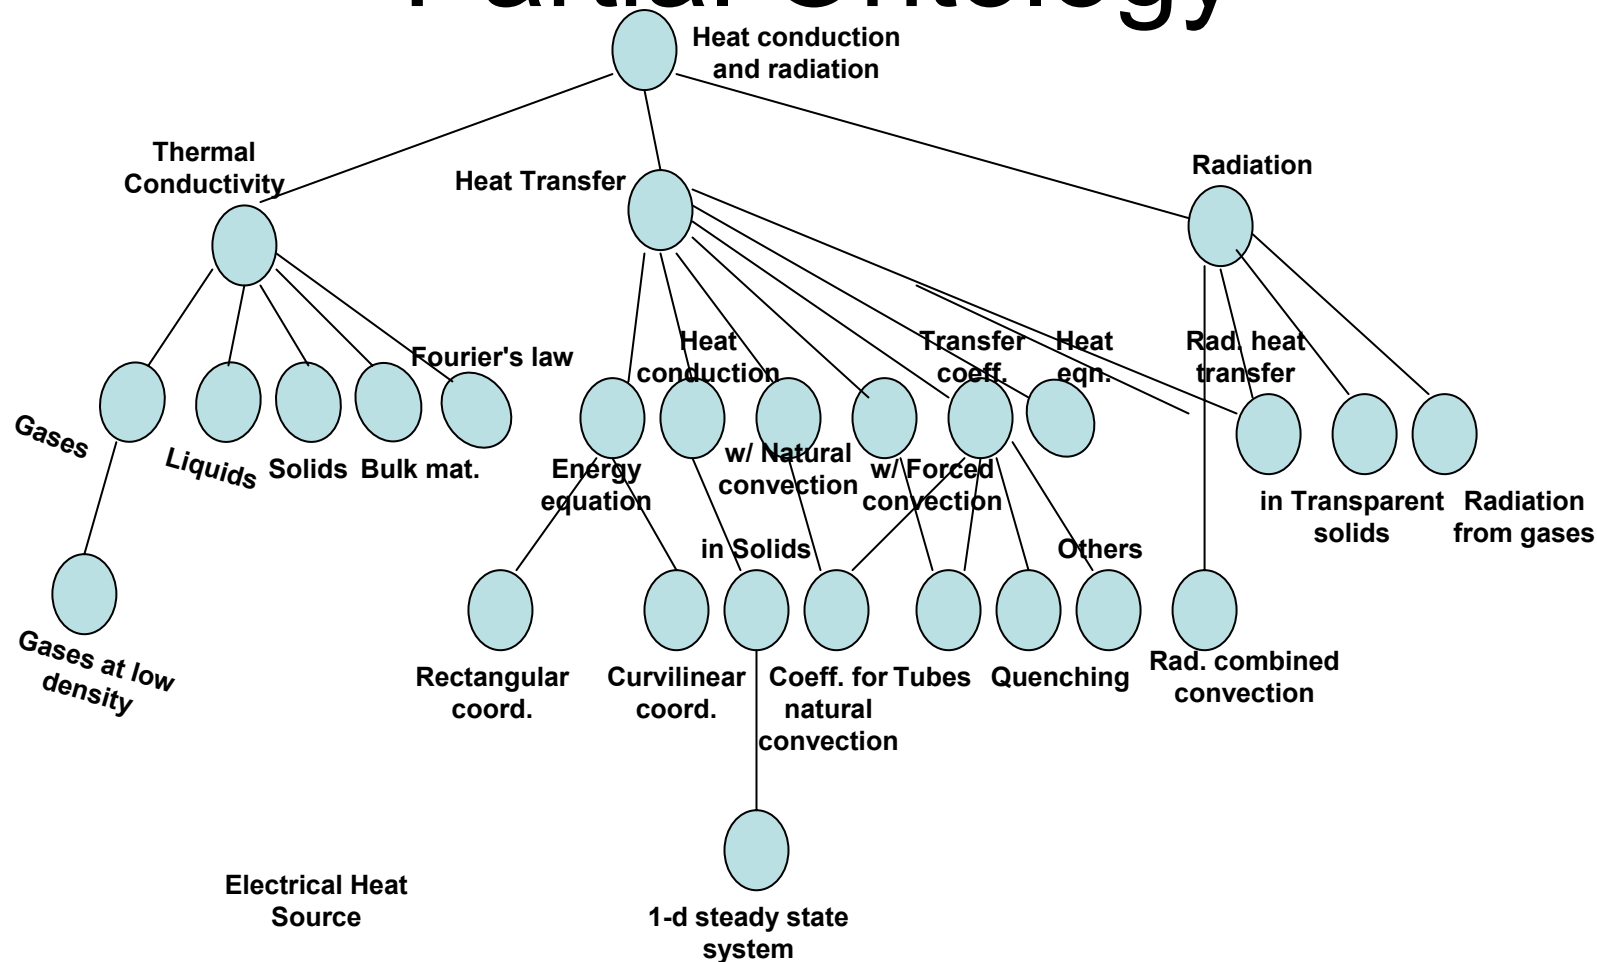 Partial Ontology
Heat conduction
and radiation
Thermal
Conductivity
Heat Transfer
Radiation
Fourier's law
Heat
conduction
Transfer
coeff.
Heat
eqn.
Rad. heat
transfer
Gases
Liquids
Solids
Bulk mat.
Energy
equation
w/ Natural
convection
w/ Forced
convection
in Transparent
solids
Radiation
from gases
in Solids
Others
Gases at low
density
Rectangular
coord.
Curvilinear
coord.
Coeff. for
natural
convection
Tubes
Quenching
Rad. combined
convection
Electrical Heat
Source
1-d steady state
system